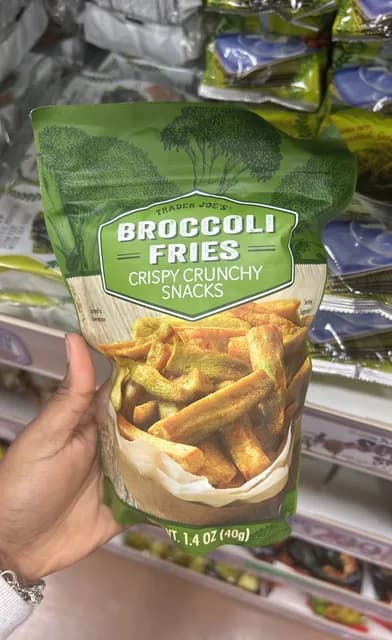 TRADER JOE'S
BROCCOLI
FRIES
CRISPY CRUNCHY
SNACKS
WT. 1.4 OZ (40g)